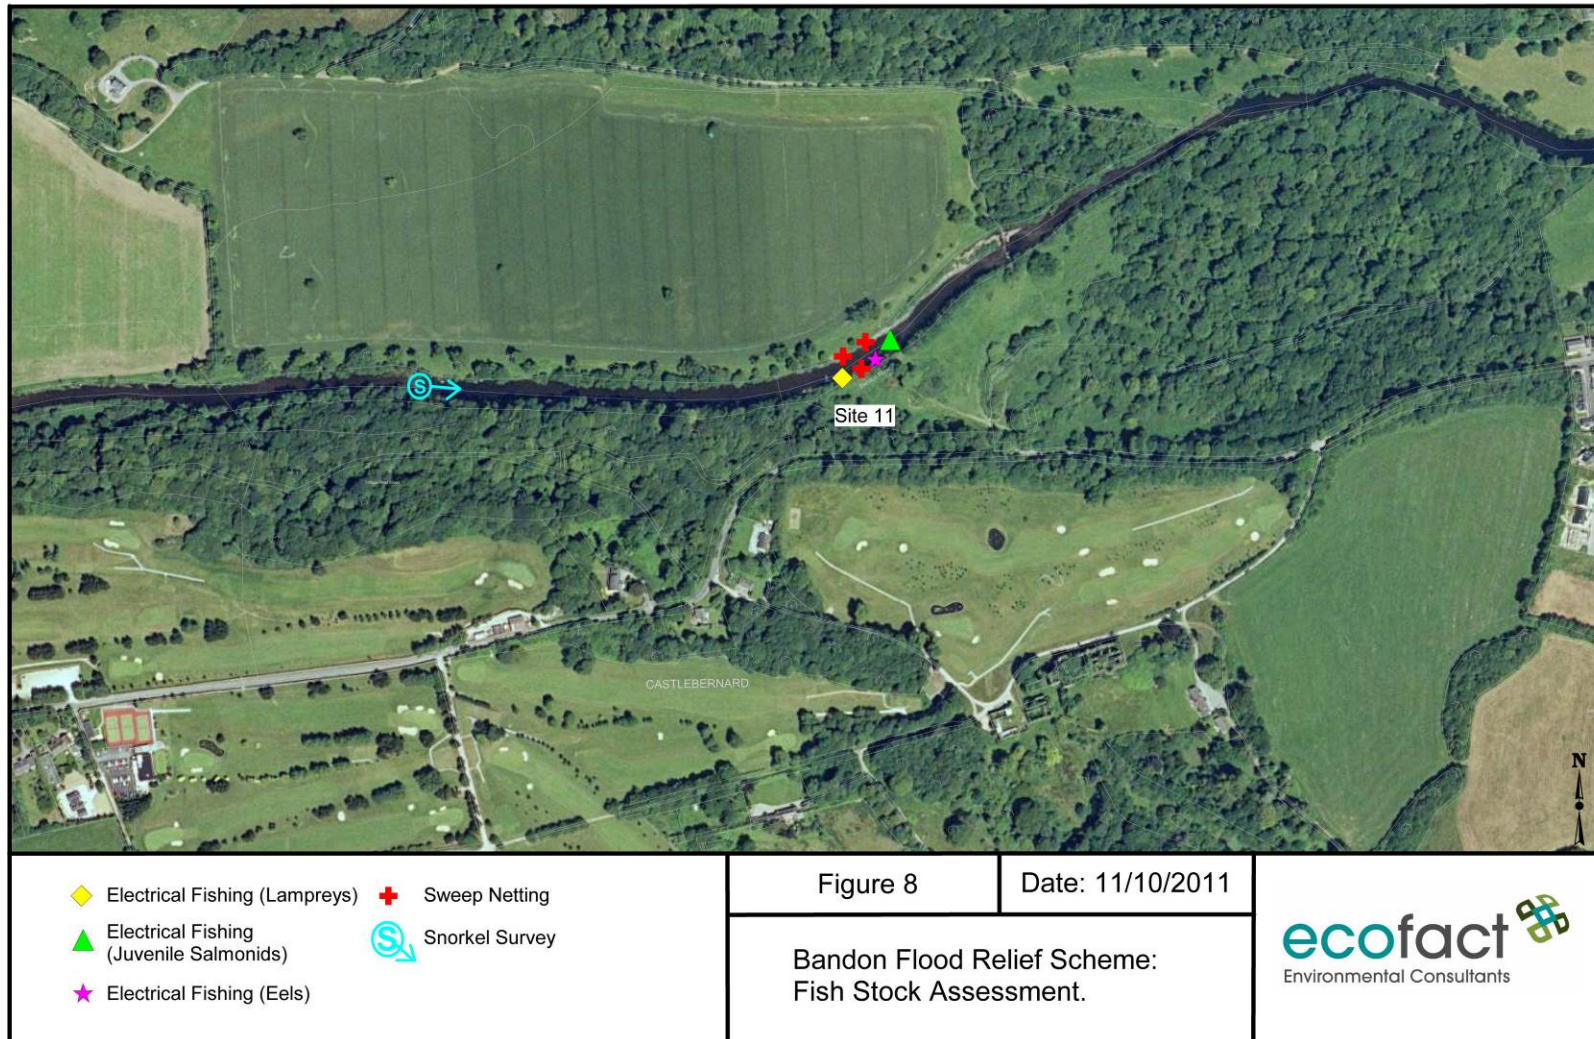 Site 11
CASTLEBERNARD
N
S
Electrical Fishing (Lampreys)
Electrical Fishing
(Juvenile Salmonids)
Electrical Fishing (Eels)
Sweep Netting
S
Snorkel Survey
Figure 8
Date: 11/10/2011
Bandon Flood Relief Scheme:
Fish Stock Assessment.
ecofact
Environmental Consultants